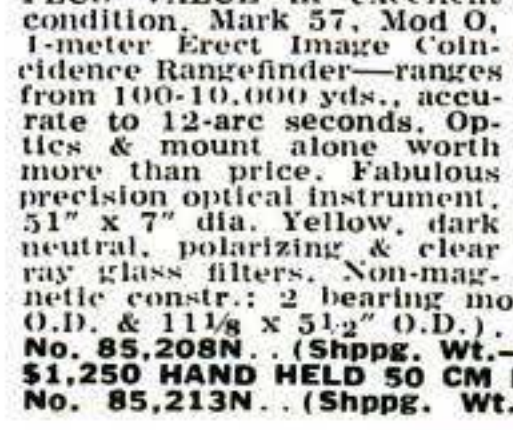 condition. Mark 57, Mod O,
1-meter Erect Image Coin-
cidence Rangefinder—ranges
from 100-10,000 yds., accu-
rate to 12-arc seconds. Op-
tics & mount alone worth
more than price. Fabulous
precision optical instrument.
51″ x 7″ dia. Yellow, dark
neutral, polarizing & clear
ray glass filters. Non-mag-
netic constr.: 2 bearing mo
O.D. & 11⅛ x 5½″ O.D.).
No. 85,208N. . (Shppg. Wt.—
$1,250 HAND HELD 50 CM
No. 85,213N. . (Shppg. Wt.